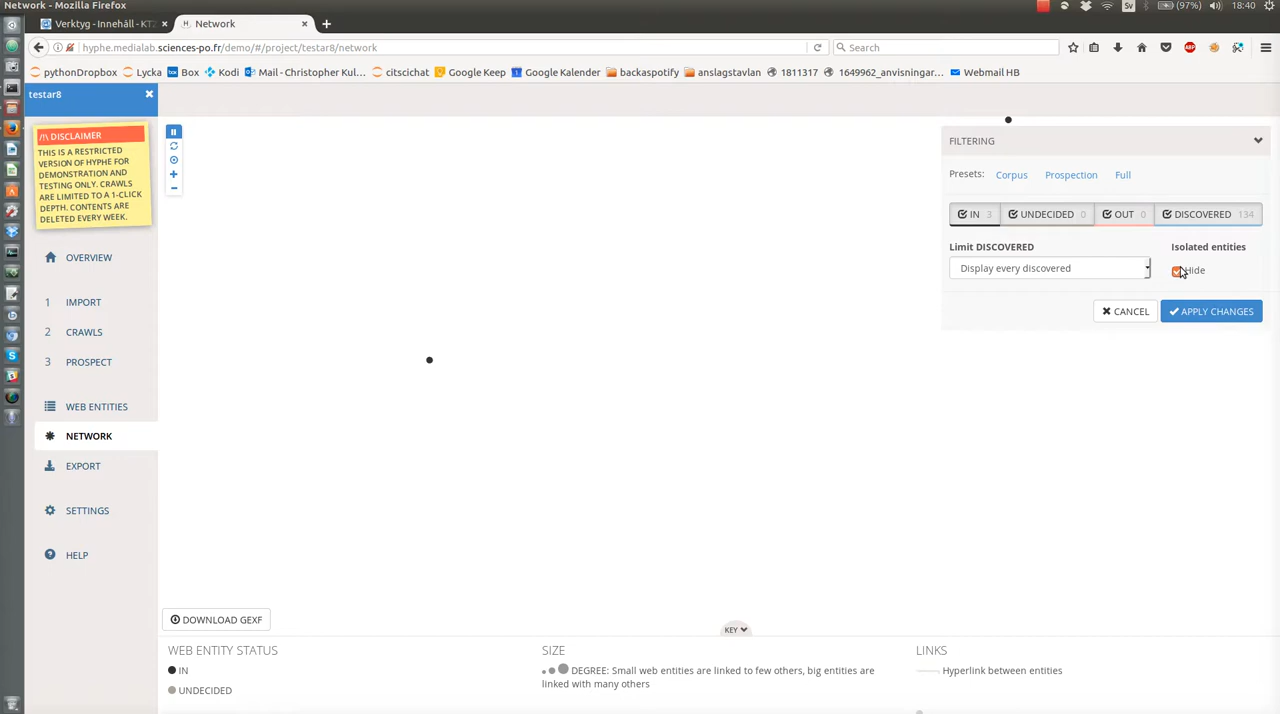 Network - Mozilla Firefox
Sv
(97%)
18:40
Verktyg - Innehåll - KTZ
Network
hyphe.medialab.sciences-po.fr/demo/#/project/testar8/network
Search
pythonDropbox
Lycka
Box
Kodi
Mail - Christopher Kul...
citscichat
Google Keep
Google Kalender
backaspotify
anslagstavlan
1811317
1649962_anvisningar...
Webmail HB
testar8
/!\ DISCLAIMER
THIS IS A RESTRICTED
VERSION OF HYPHE FOR
DEMONSTRATION AND
TESTING ONLY. CRAWLS
ARE LIMITED TO A 1-CLICK
DEPTH. CONTENTS ARE
DELETED EVERY WEEK.
OVERVIEW
1 IMPORT
2 CRAWLS
3 PROSPECT
WEB ENTITIES
NETWORK
EXPORT
SETTINGS
HELP
FILTERING
Presets: Corpus Prospection Full
IN 3 UNDECIDED 0 OUT 0 DISCOVERED 134
Limit DISCOVERED
Isolated entities
Display every discovered
Hide
CANCEL
APPLY CHANGES
DOWNLOAD GEXF
KEY
WEB ENTITY STATUS
IN
UNDECIDED
SIZE
DEGREE: Small web entities are linked to few others, big entities are
linked with many others
LINKS
Hyperlink between entities